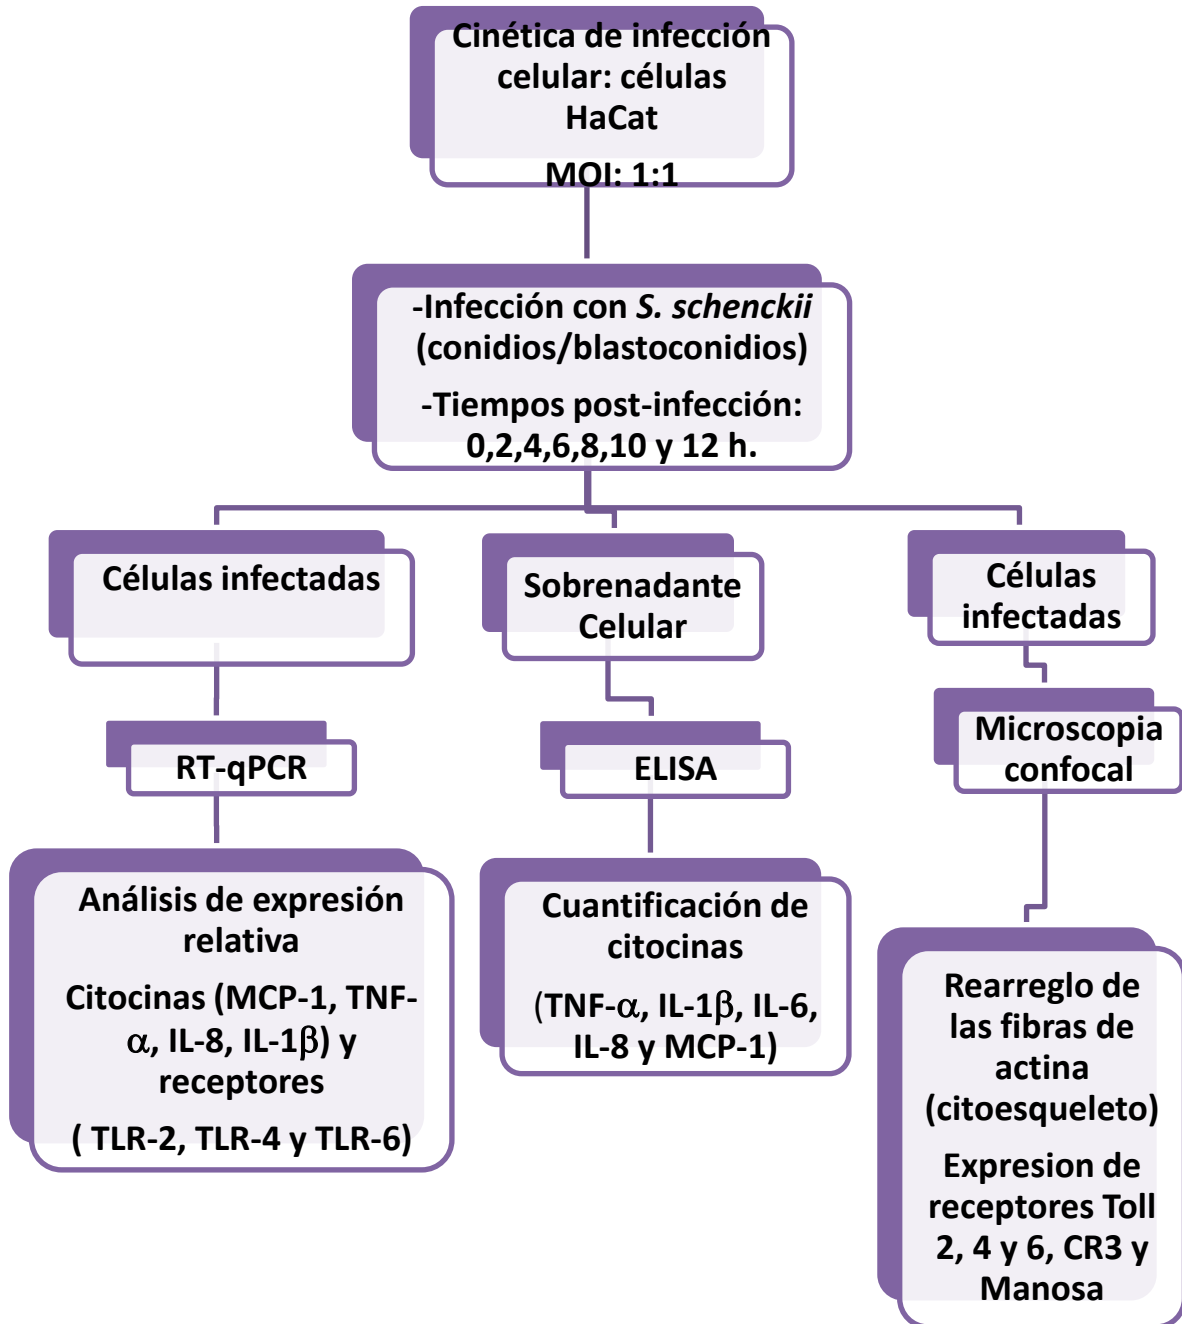 Cinética de infección
celular: células
HaCat
MOI: 1:1
-Infección con S. schenckii
(conidios/blastoconidios)
-Tiempos post-infección:
0,2,4,6,8,10 y 12 h.
Células infectadas
RT-qPCR
Análisis de expresión
relativa
Citocinas (MCP-1, TNF-
α, IL-8, IL-1β) y
receptores
( TLR-2, TLR-4 y TLR-6)
Sobrenadante
Celular
ELISA
Cuantificación de
citocinas
(TNF-α, IL-1β, IL-6,
IL-8 y MCP-1)
Células
infectadas
Microscopia
confocal
Rearreglo de
las fibras de
actina
(citoesqueleto)
Expresion de
receptores Toll
2, 4 y 6, CR3 y
Manosa